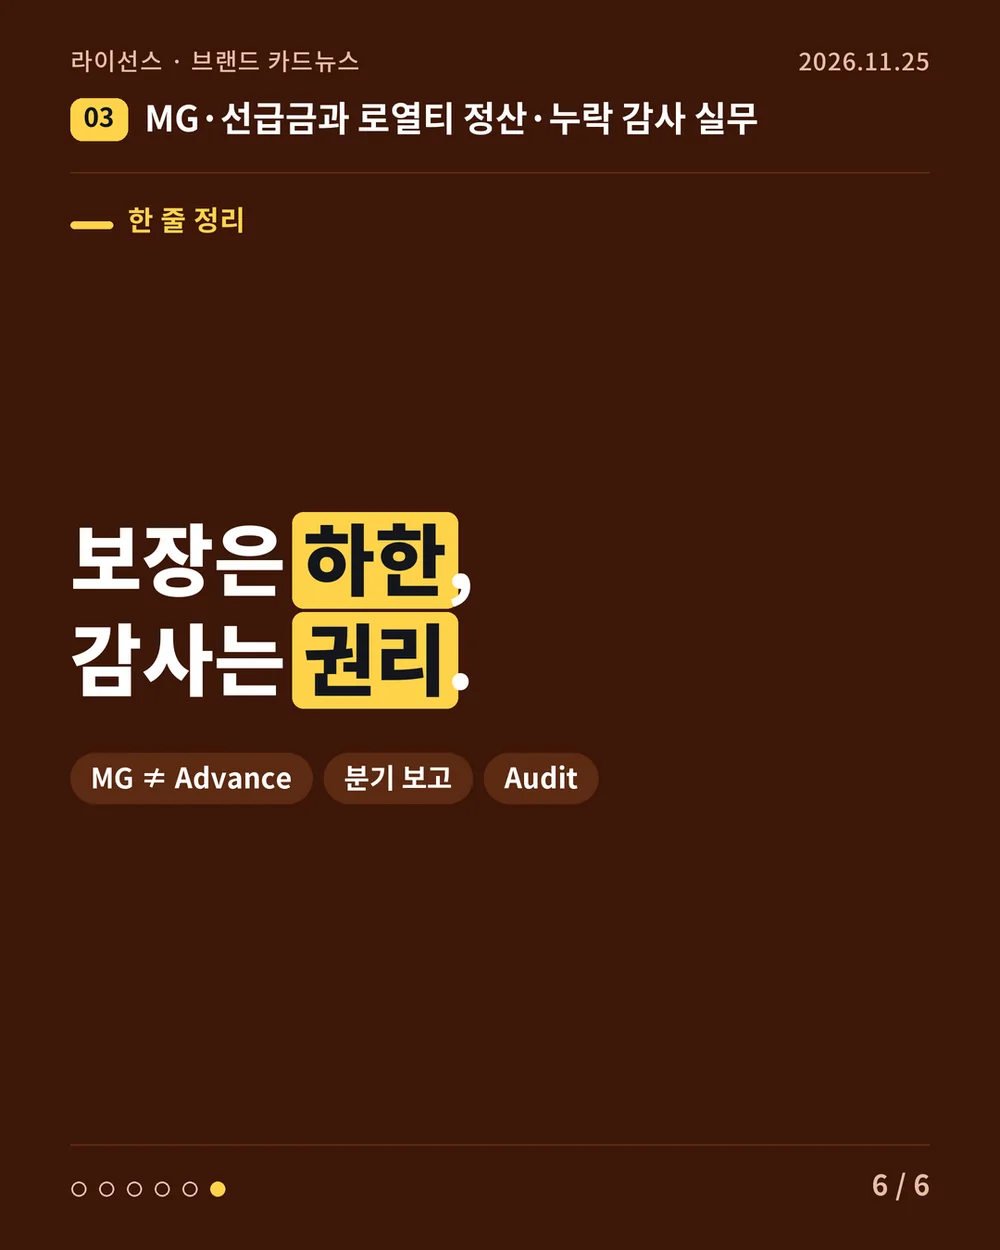 라이선스 · 브랜드 카드뉴스
2026.11.25
03 MG·선급금과 로열티 정산·누락 감사 실무
한 줄 정리
보장은 하한,
감사는 권리.
MG ≠ Advance 분기 보고 Audit
6 / 6